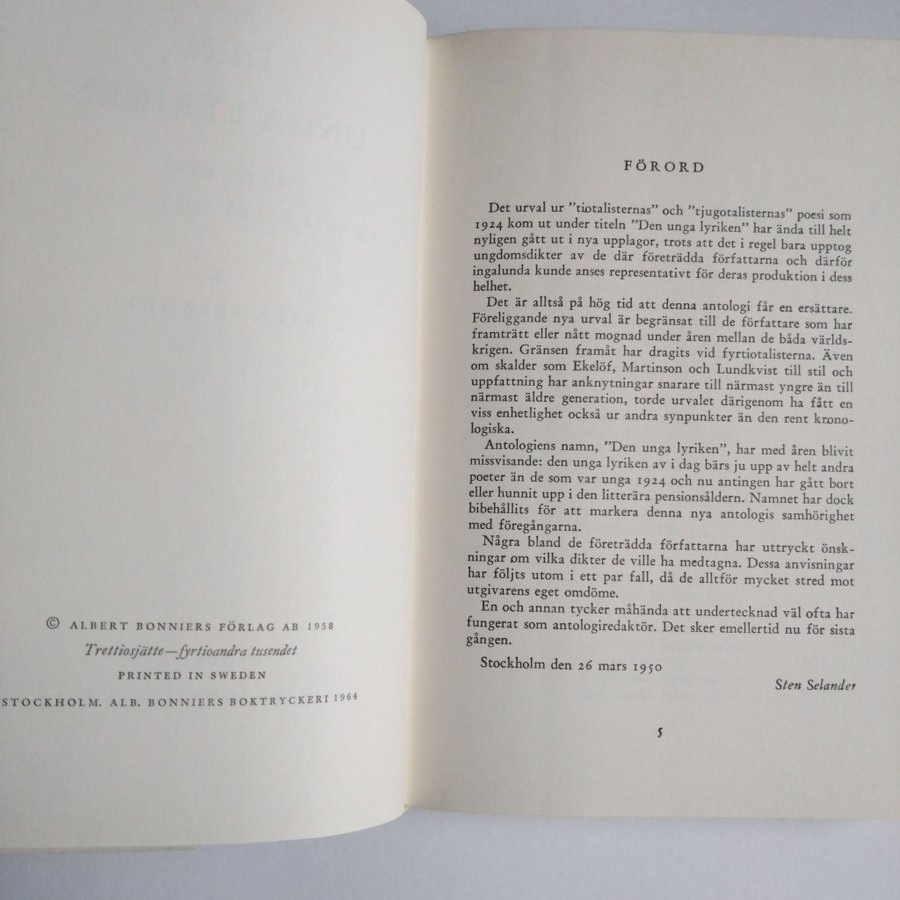 © ALBERT BONNIERS FÖRLAG AB 1958
Trettiosjätte—fyrtioandra tusendet
PRINTED IN SWEDEN
STOCKHOLM. ALB. BONNIERS BOKTRYCKERI 1964
FÖRORD
Det urval ur ”tiotalisternas” och ”tjugotalisternas” poesi som
1924 kom ut under titeln ”Den unga lyriken” har ända till helt
nyligen gått ut i nya upplagor, trots att det i regel bara upptog
ungdomsdikter av de där företrädda författarna och därför
ingalunda kunde anses representativt för deras produktion i dess
helhet.
Det är alltså på hög tid att denna antologi får en ersättare.
Föreliggande nya urval är begränsat till de författare som har
framträtt eller nått mognad under åren mellan de båda världs-
krigen. Gränsen framåt har dragits vid fyrtiotalisterna. Även
om skalder som Ekelöf, Martinson och Lundkvist till stil och
uppfattning har anknytningar snarare till närmast yngre än till
närmast äldre generation, torde urvalet därigenom ha fått en
viss enhetlighet också ur andra synpunkter än den rent krono-
logiska.
Antologiens namn, ”Den unga lyriken”, har med åren blivit
missvisande: den unga lyriken av i dag bärs ju upp av helt andra
poeter än de som var unga 1924 och nu antingen har gått bort
eller hunnit upp i den litterära pensionsåldern. Namnet har dock
bibehållits för att markera denna nya antologis samhörighet
med föregångarna.
Några bland de företrädda författarna har uttryckt önsk-
ningar om vilka dikter de ville ha medtagna. Dessa anvisningar
har följts utom i ett par fall, då de alltför mycket stred mot
utgivarens eget omdöme.
En och annan tycker måhända att undertecknad väl ofta har
fungerat som antologiredaktör. Det sker emellertid nu för sista
gången.
Stockholm den 26 mars 1950
Sten Selander
5